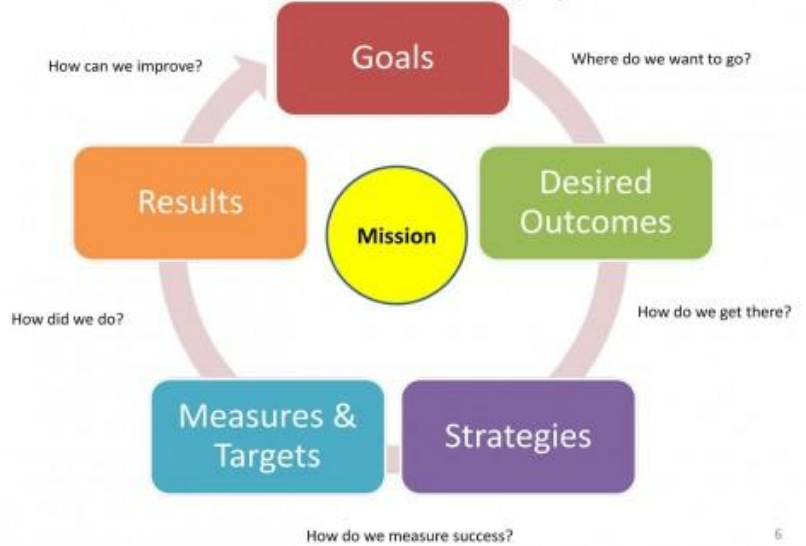 Goals
How can we improve?
Where do we want to go?
Results
Desired
Outcomes
Mission
How did we do?
How do we get there?
Measures &
Targets
Strategies
How do we measure success?
6